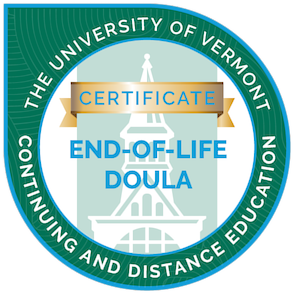 THE UNIVERSITY OF VERMONT
CERTIFICATE
END-OF-LIFE
DOULA
CONTINUING AND DISTANCE EDUCATION